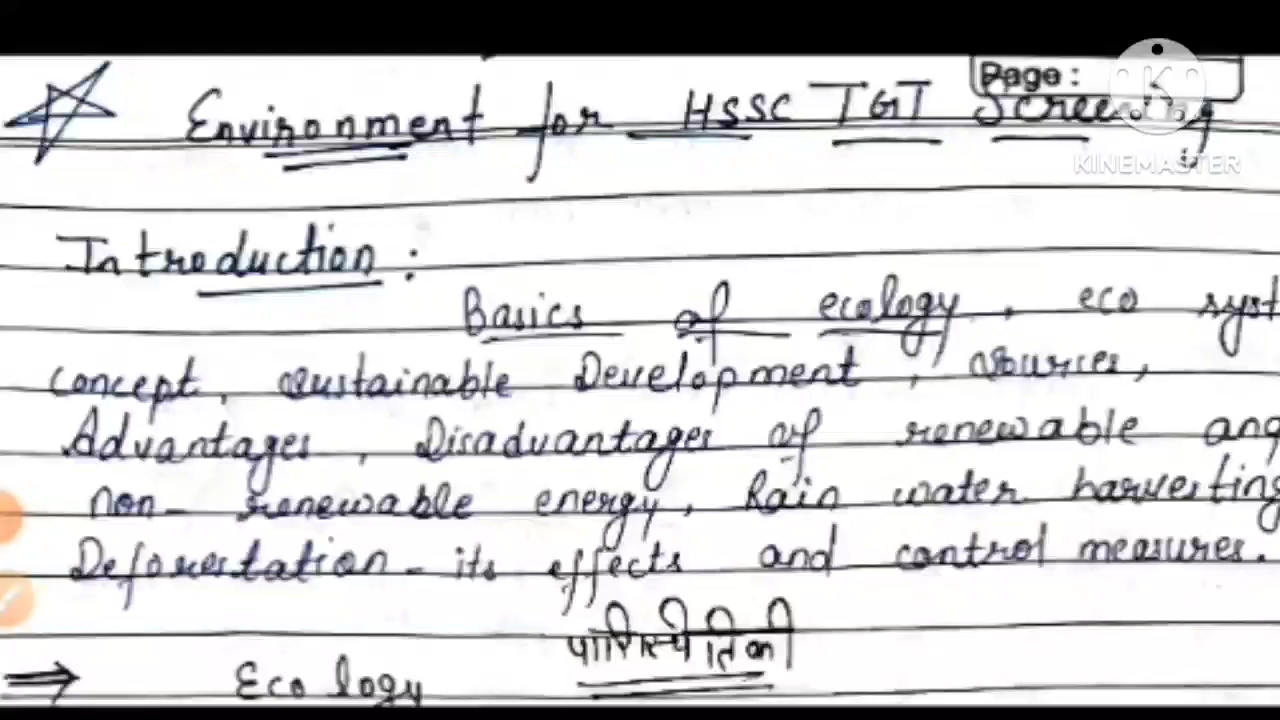 Page :
Environment for HSSC TGT Screening
KINEMASTER
Introduction :
Basics of ecology, eco syst
concept, sustainable Development, sources,
Advantages, Disadvantages of renewable and
non-renewable energy, Rain water harvesting
Deforestation - its effects and control measures.
पारिस्थितिकी
⇒ Ecology